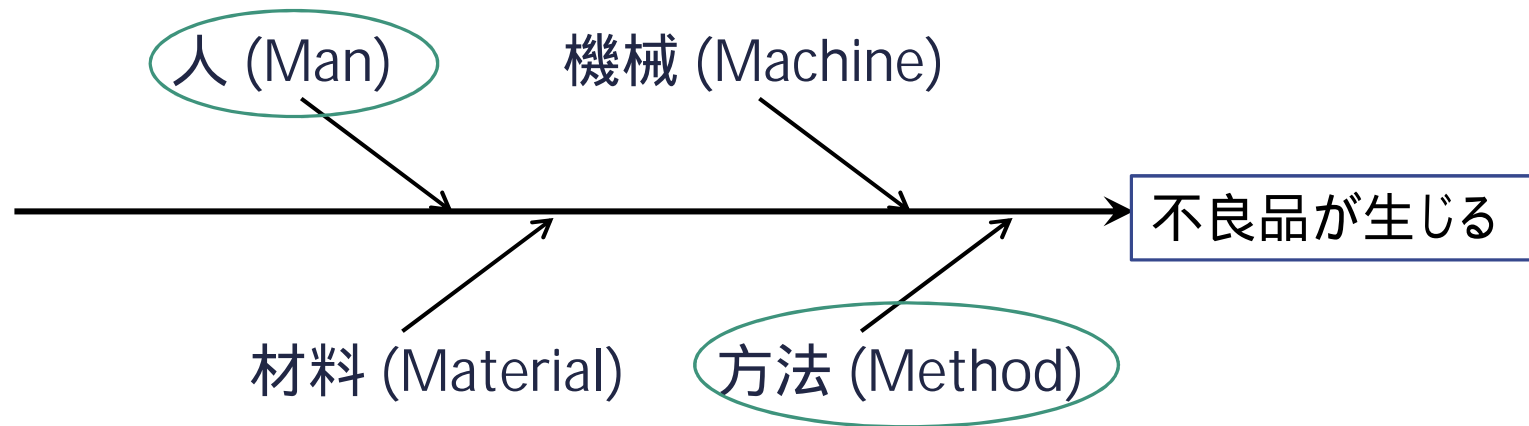 人 (Man)
機械 (Machine)
不良品が生じる
材料 (Material)
方法 (Method)